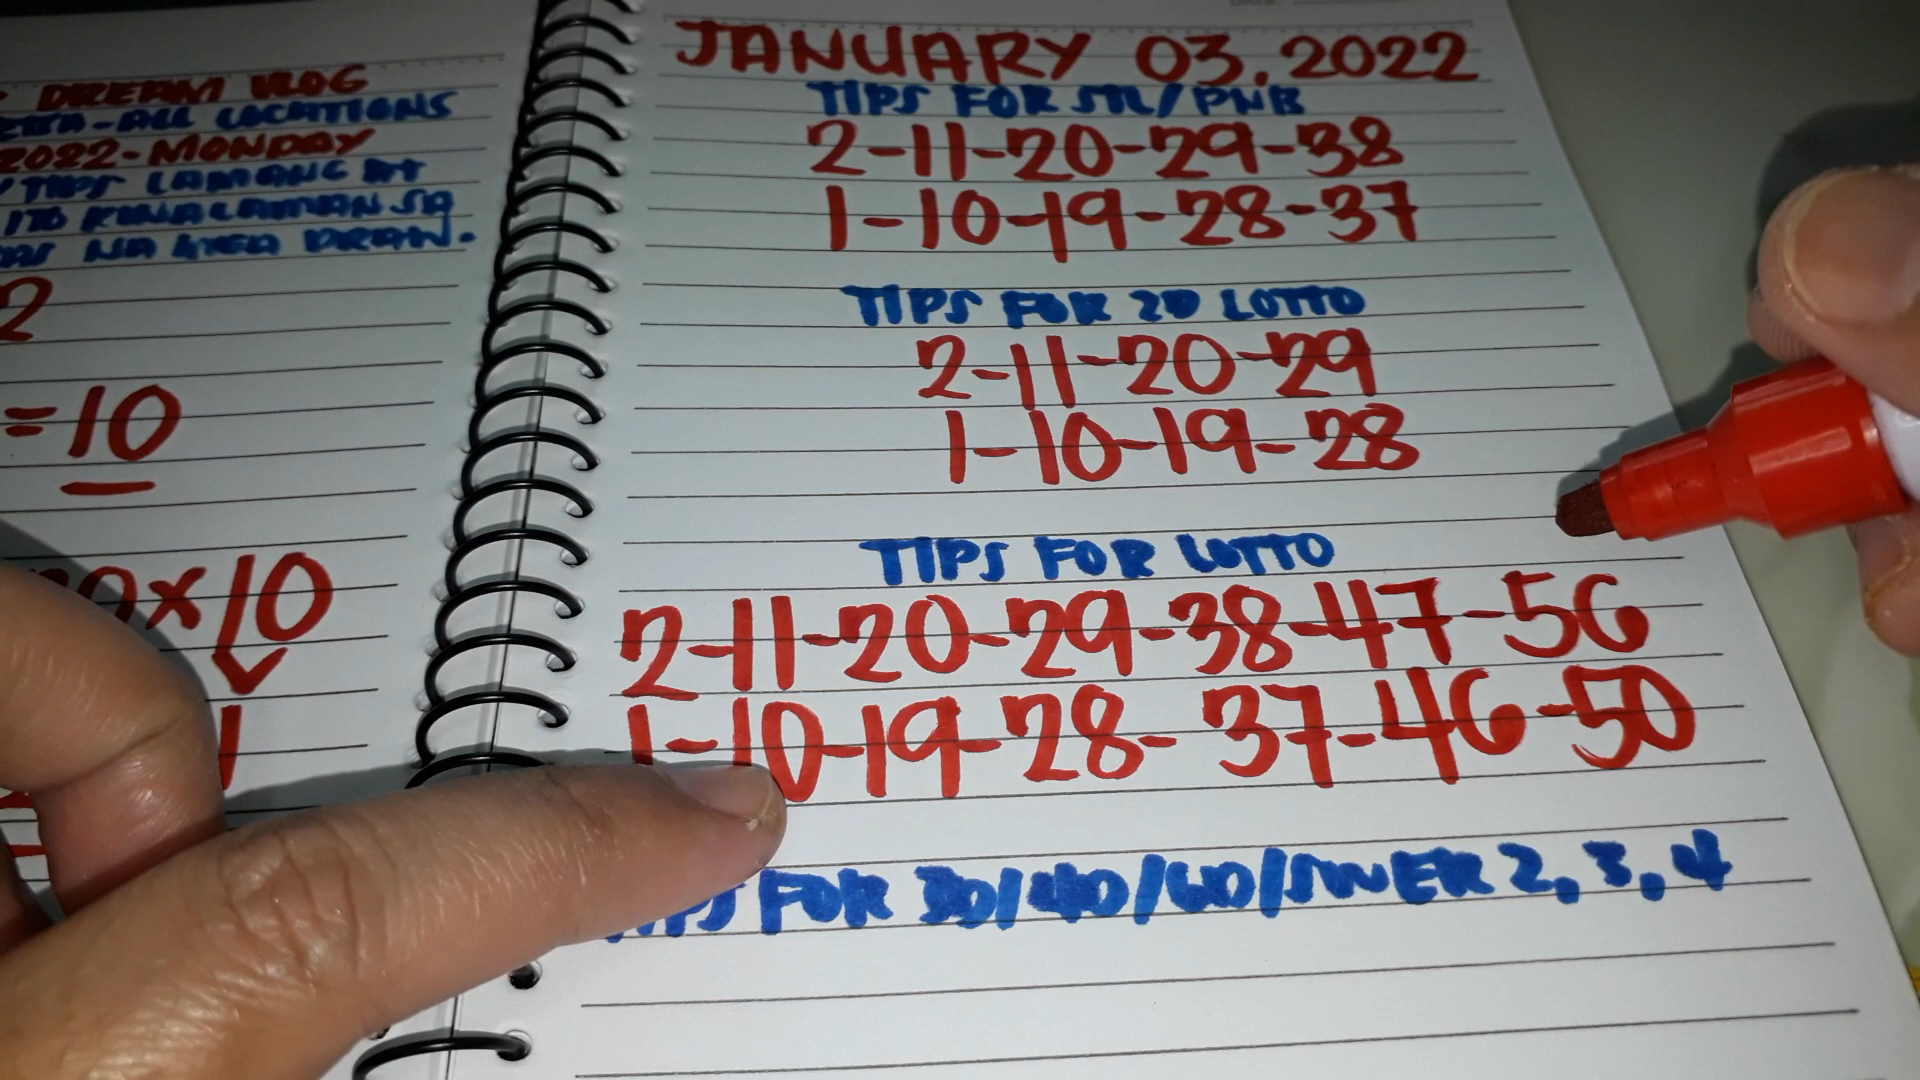 DREAM VLOG
-ALL LOCATIONS
2022-MONDAY
TIPS LAMANG AT
ITO KINALAMAN SA
NA MGA DRAW.
2
=10
0x10
1
JANUARY 03, 2022
TIPS FOR STL/PNB
2-11-20-29-38
1-10-19-28-37
TIPS FOR 2D LOTTO
2-11-20-29
1-10-19-28
TIPS FOR LOTTO
2-11-20-29-38-47-56
1-10-19-28-37-46-50
FOR 3D/4D/6D/SWER 2, 3, 4